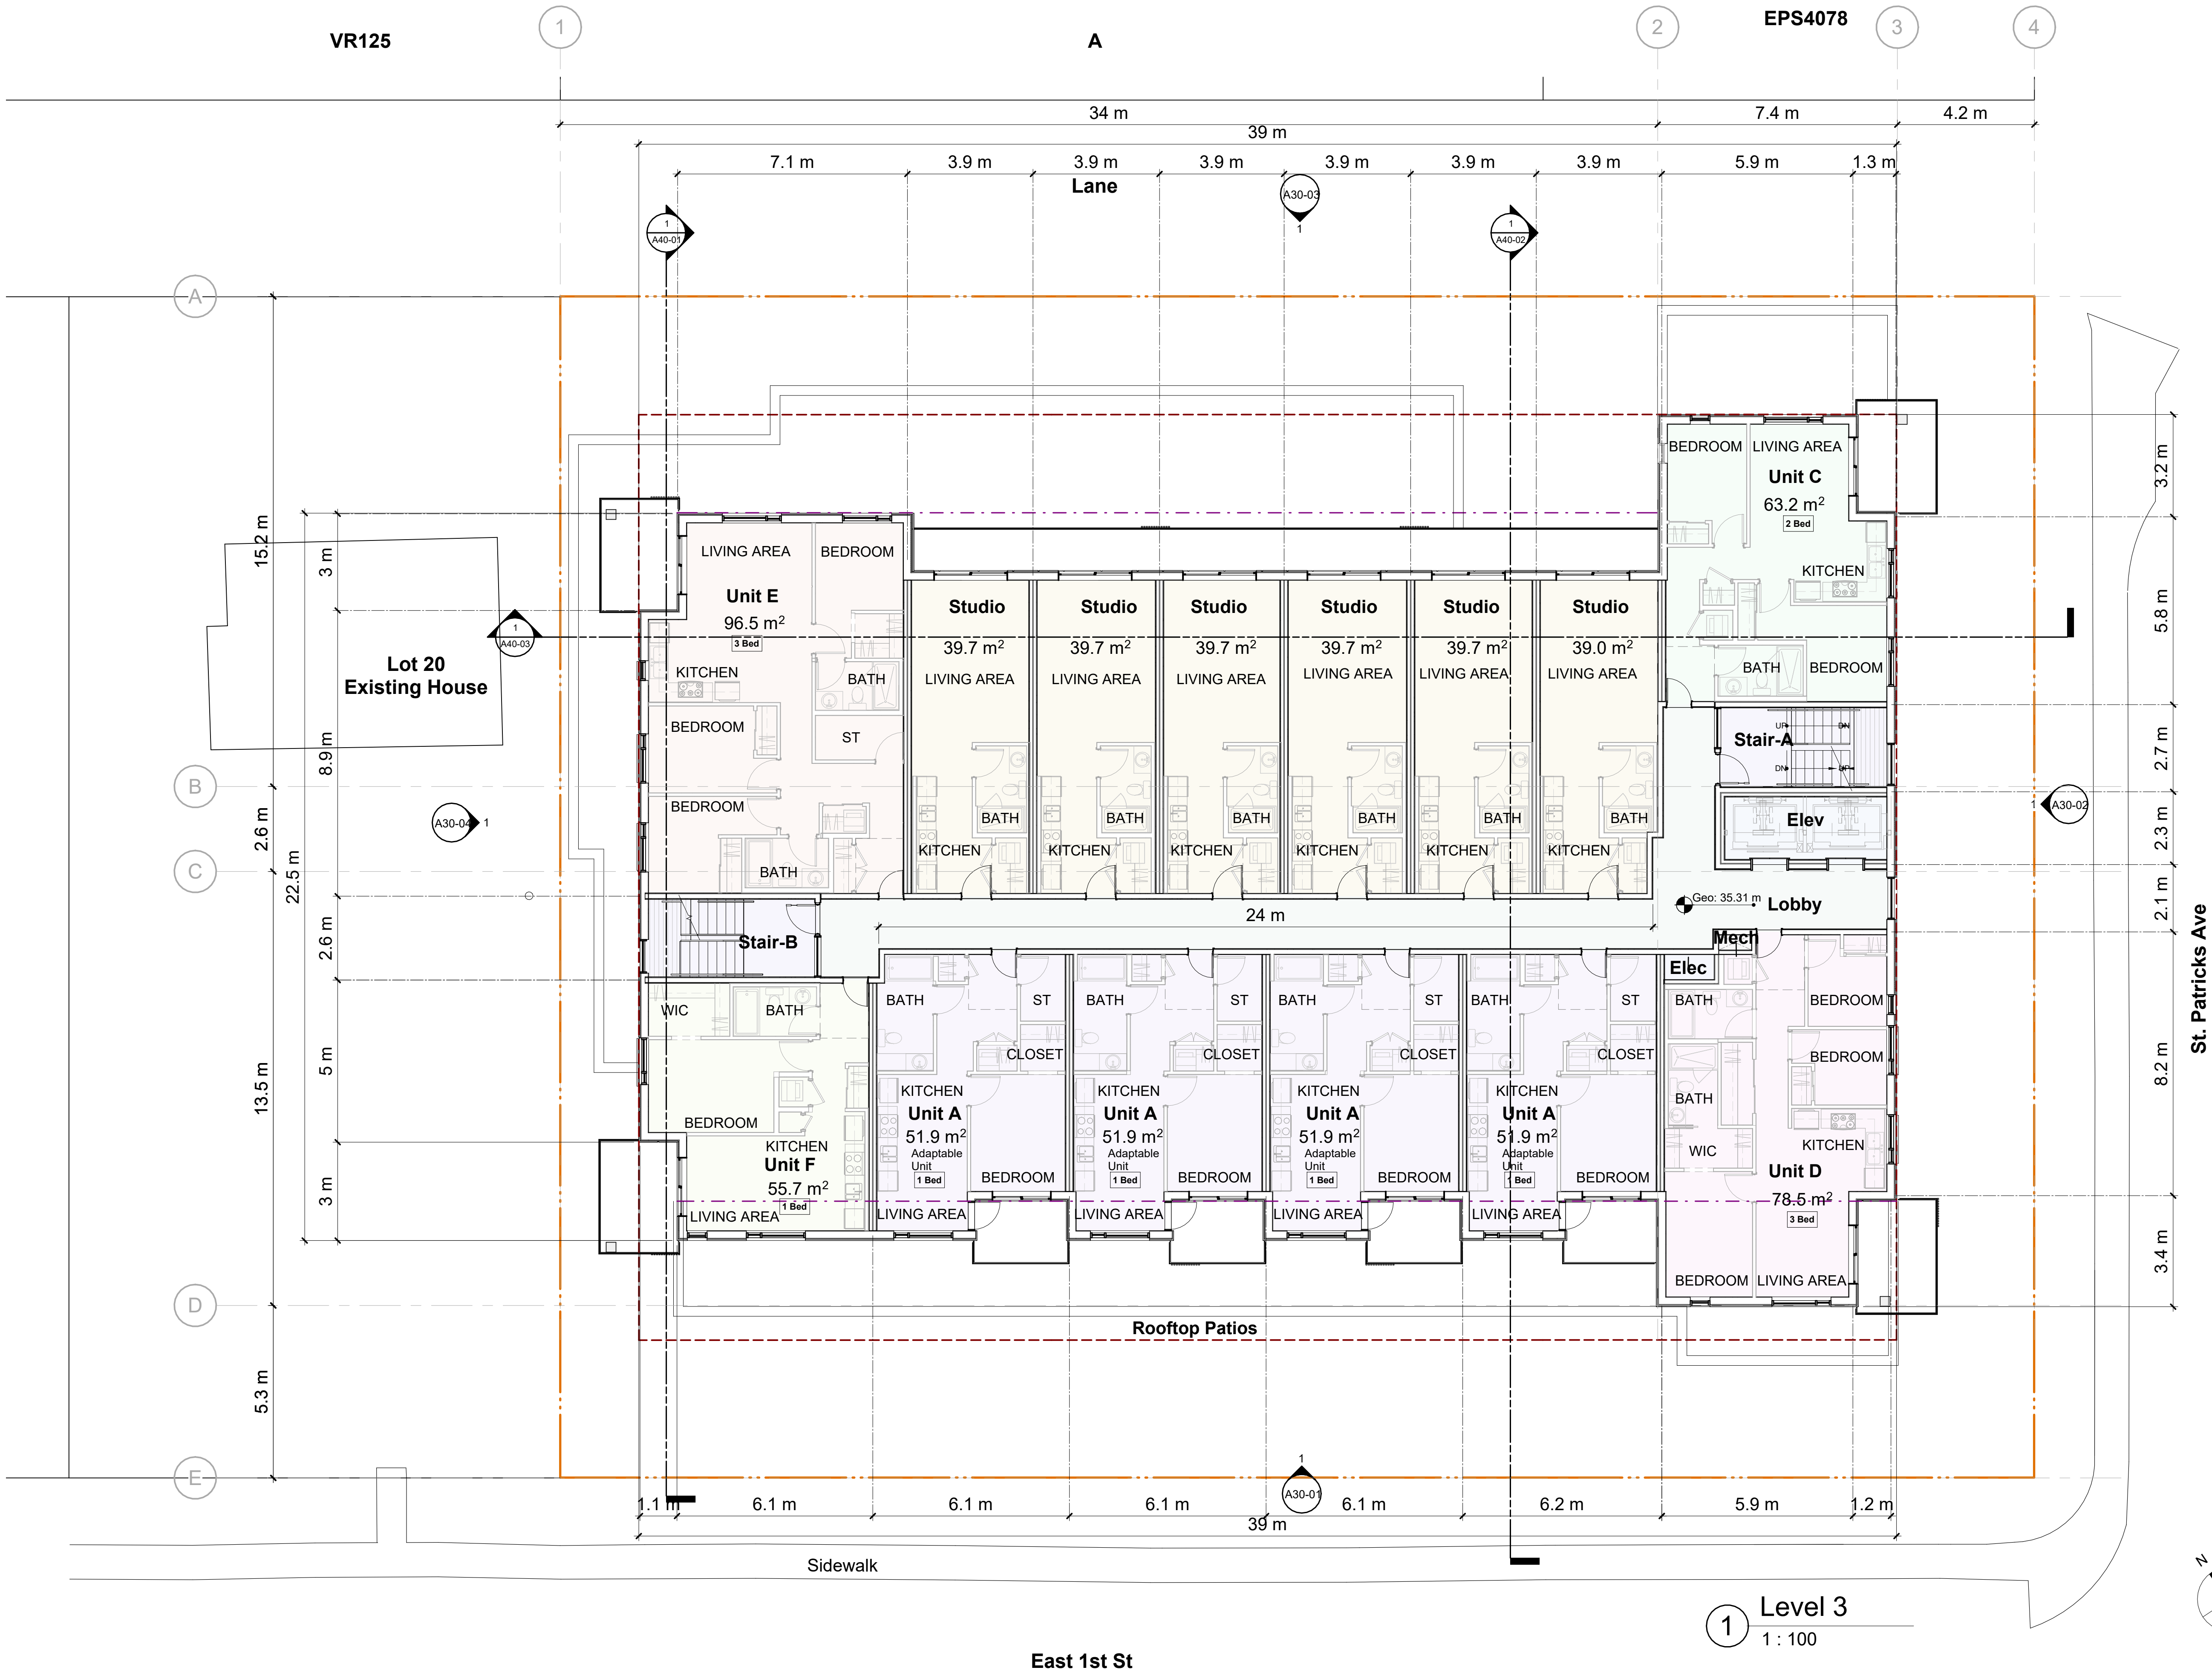 VR125
A
EPS4078
1
2
3
4
34 m
7.4 m
4.2 m
39 m
7.1 m
3.9 m
3.9 m
3.9 m
3.9 m
3.9 m
3.9 m
5.9 m
1.3 m
Lane
A30-03
1
1
A40-01
1
A40-02
A
BEDROOM
LIVING AREA
Unit C
63.2 m²
2 Bed
KITCHEN
BATH
BEDROOM
3.2 m
15.2 m
3 m
LIVING AREA
BEDROOM
Unit E
96.5 m²
3 Bed
KITCHEN
BATH
BEDROOM
ST
BEDROOM
BATH
Studio
Studio
Studio
Studio
Studio
Studio
39.7 m²
39.7 m²
39.7 m²
39.7 m²
39.7 m²
39.0 m²
LIVING AREA
LIVING AREA
LIVING AREA
LIVING AREA
LIVING AREA
LIVING AREA
BATH
BATH
BATH
BATH
BATH
BATH
KITCHEN
KITCHEN
KITCHEN
KITCHEN
KITCHEN
KITCHEN
5.8 m
1
A40-03
Lot 20
Existing House
8.9 m
B
A30-04
1
2.6 m
C
22.5 m
UP
DN
Stair-A
DN
UP
2.7 m
1
A30-02
Elev
2.3 m
Geo: 35.31 m
Lobby
2.1 m
24 m
Stair-B
Mech
Elec
2.6 m
St. Patricks Ave
WIC
BATH
BATH
ST
BATH
ST
BATH
ST
BATH
ST
BATH
BEDROOM
CLOSET
CLOSET
CLOSET
CLOSET
BEDROOM
5 m
13.5 m
8.2 m
KITCHEN
KITCHEN
KITCHEN
KITCHEN
BATH
BEDROOM
Unit A
Unit A
Unit A
Unit A
51.9 m²
51.9 m²
51.9 m²
51.9 m²
Adaptable
Unit
Adaptable
Unit
Adaptable
Unit
Adaptable
Unit
1 Bed
1 Bed
1 Bed
1 Bed
KITCHEN
Unit F
55.7 m²
1 Bed
LIVING AREA
BEDROOM
BEDROOM
BEDROOM
BEDROOM
LIVING AREA
LIVING AREA
LIVING AREA
LIVING AREA
WIC
KITCHEN
Unit D
78.5 m²
3 Bed
BEDROOM
LIVING AREA
3 m
3.4 m
D
Rooftop Patios
5.3 m
E
1
A30-01
1.1 m
6.1 m
6.1 m
6.1 m
6.1 m
6.2 m
5.9 m
1.2 m
39 m
Sidewalk
N
1
Level 3
1 : 100
East 1st St